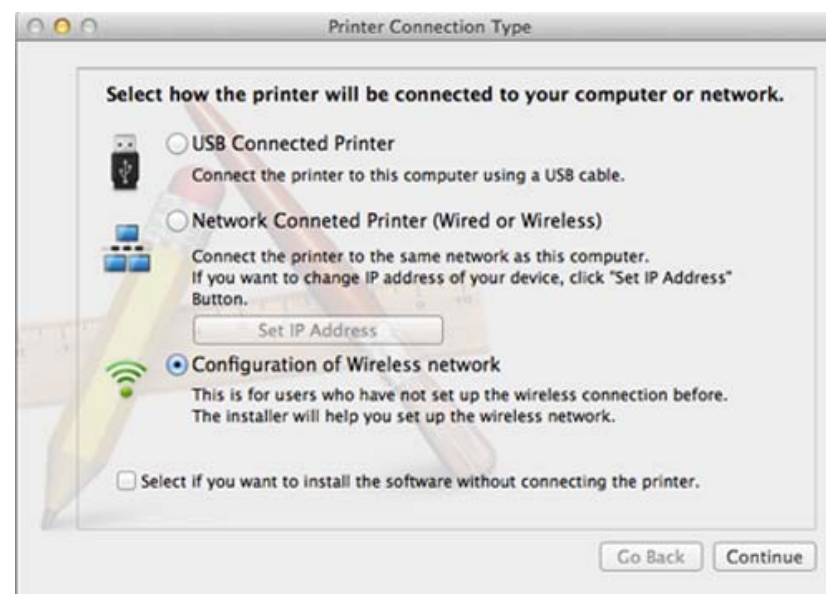 Printer Connection Type
Select how the printer will be connected to your computer or network.
USB Connected Printer
Connect the printer to this computer using a USB cable.
Network Conneted Printer (Wired or Wireless)
Connect the printer to the same network as this computer.
If you want to change IP address of your device, click "Set IP Address"
Button.
Set IP Address
Configuration of Wireless network
This is for users who have not set up the wireless connection before.
The installer will help you set up the wireless network.
Select if you want to install the software without connecting the printer.
Go Back Continue